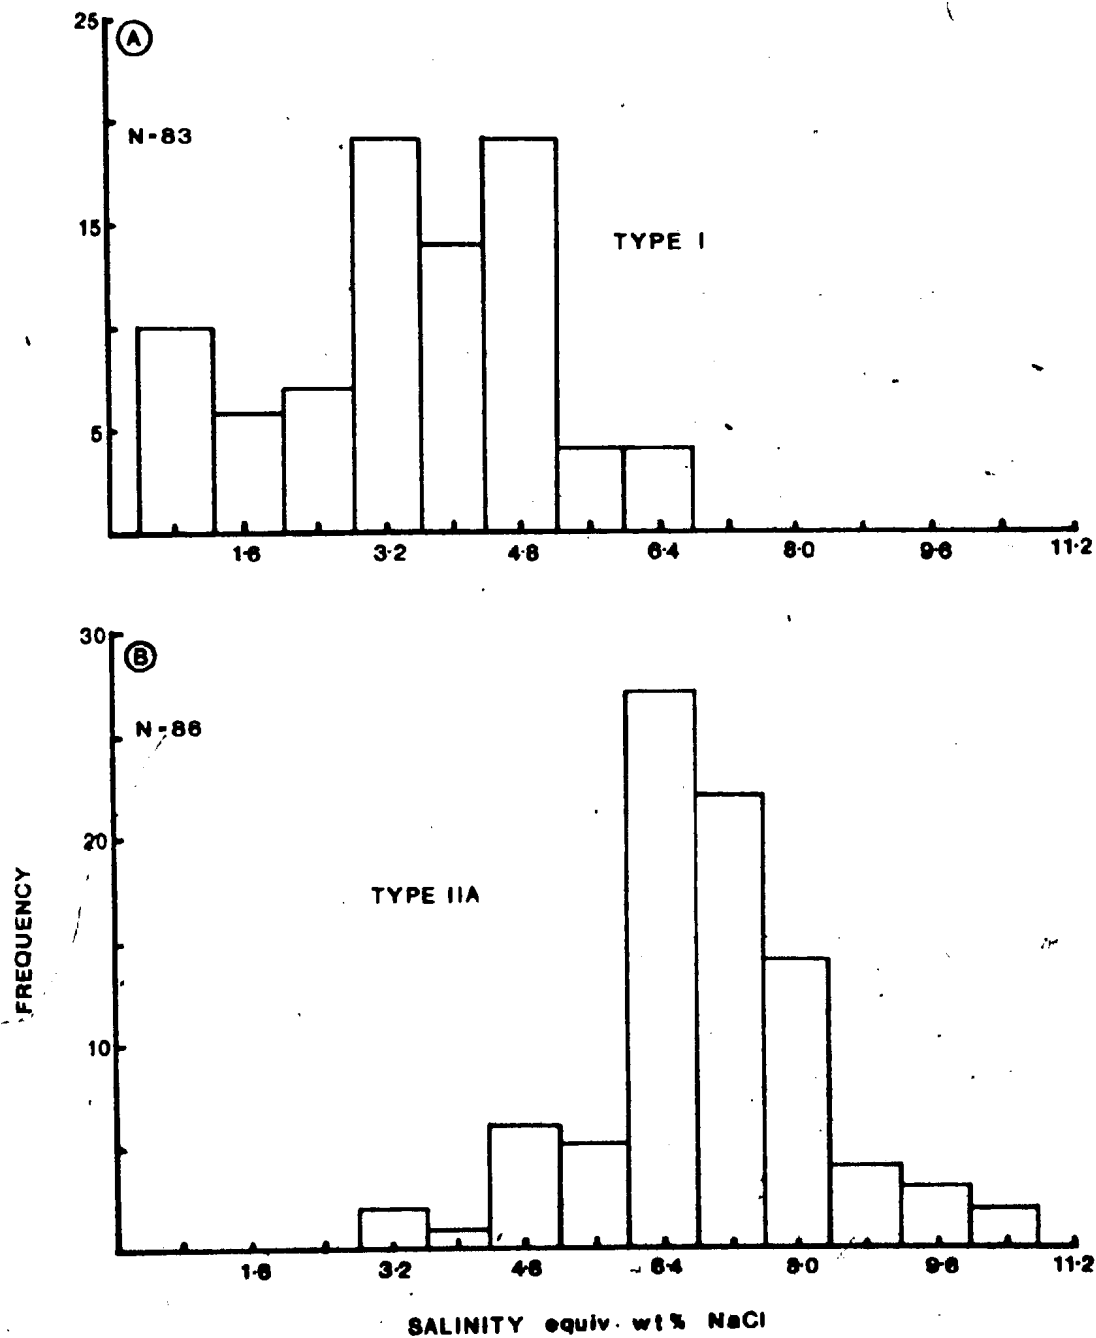 25
A
N-83
15
TYPE I
5
1.6 3.2 4.8 6.4 8.0 9.6 11.2
30
B
N-86
20
TYPE IIA
FREQUENCY
10
1.6 3.2 4.8 6.4 8.0 9.6 11.2
SALINITY equiv. wt % NaCl